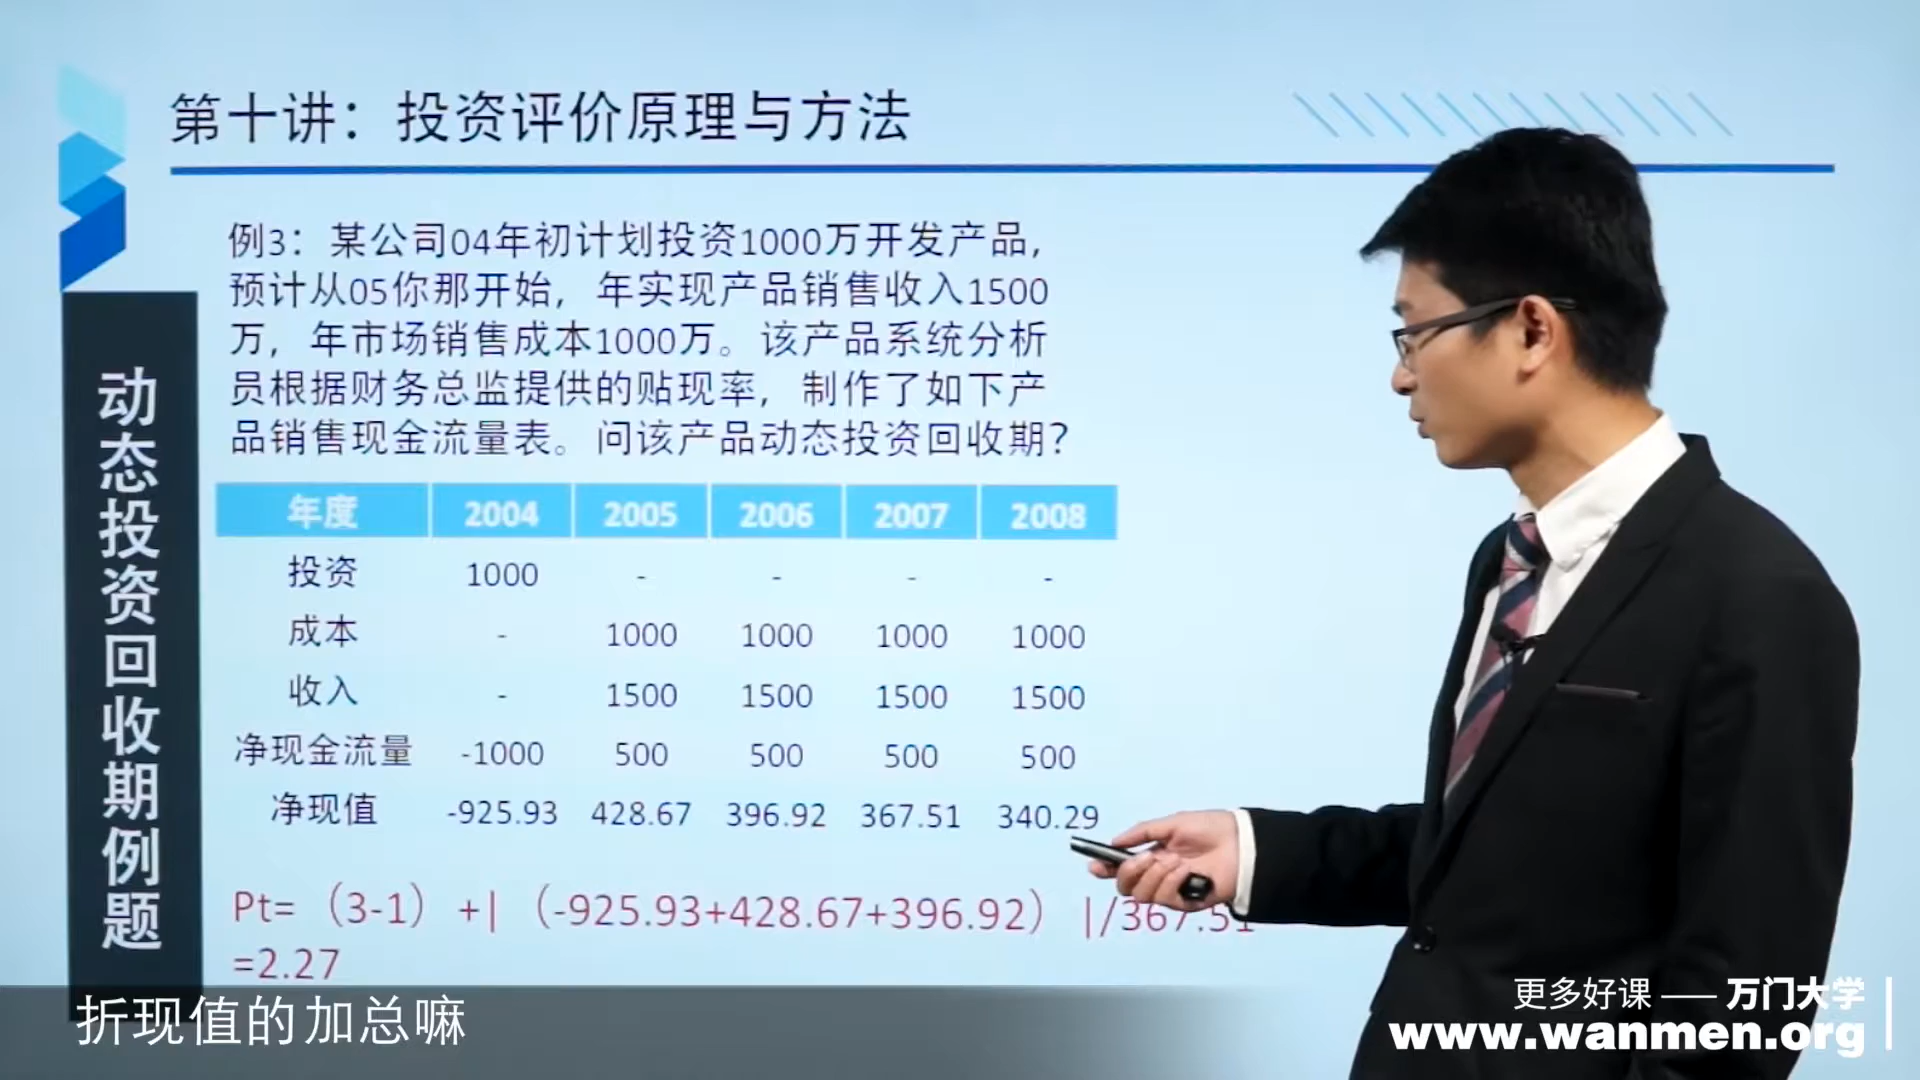 第十讲：投资评价原理与方法
动态投资回收期例题
例3：某公司04年初计划投资1000万开发产品，
预计从05你那开始，年实现产品销售收入1500
万，年市场销售成本1000万。该产品系统分析
员根据财务总监提供的贴现率，制作了如下产
品销售现金流量表。问该产品动态投资回收期？
年度 2004 2005 2006 2007 2008
投资 1000 - - - -
成本 - 1000 1000 1000 1000
收入 - 1500 1500 1500 1500
净现金流量 -1000 500 500 500 500
净现值 -925.93 428.67 396.92 367.51 340.29
Pt=（3-1）+|（-925.93+428.67+396.92）|/367.51
=2.27
折现值的加总嘛
更多好课 —— 万门大学
www.wanmen.org